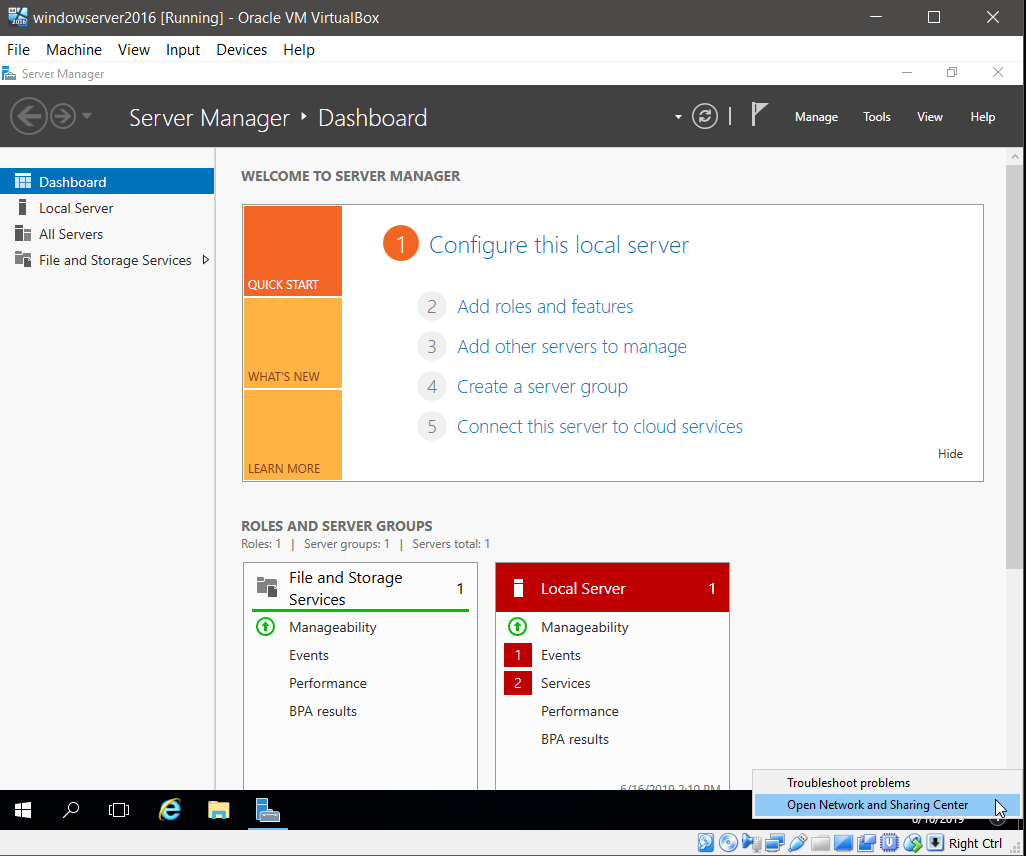 windowserver2016 [Running] - Oracle VM VirtualBox
File Machine View Input Devices Help
Server Manager
Server Manager Dashboard
Manage Tools View Help
Dashboard
Local Server
All Servers
File and Storage Services
WELCOME TO SERVER MANAGER
QUICK START
WHAT'S NEW
LEARN MORE
1 Configure this local server
2 Add roles and features
3 Add other servers to manage
4 Create a server group
5 Connect this server to cloud services
Hide
ROLES AND SERVER GROUPS
Roles: 1 | Server groups: 1 | Servers total: 1
File and Storage
Services
1
Manageability
Events
Performance
BPA results
Local Server 1
Manageability
1 Events
2 Services
Performance
BPA results
6/16/2019 2:10 PM
Troubleshoot problems
Open Network and Sharing Center
6/16/2019
Right Ctrl